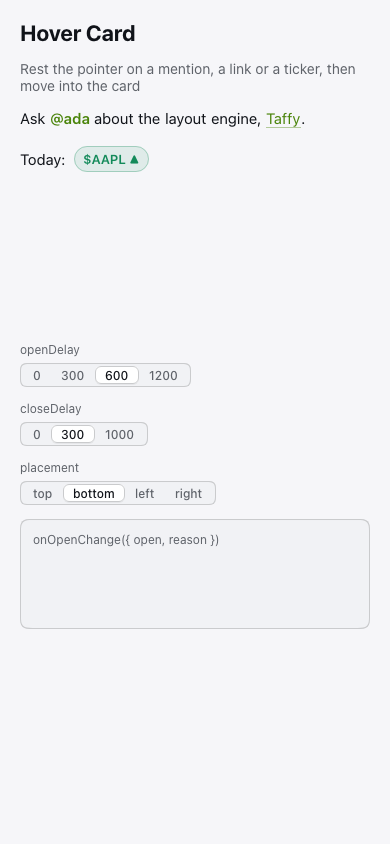 Hover Card
Rest the pointer on a mention, a link or a ticker, then
move into the card
Ask @ada about the layout engine, Taffy.
Today: $AAPL ▲
openDelay
0 300 600 1200
closeDelay
0 300 1000
placement
top bottom left right
onOpenChange({ open, reason })